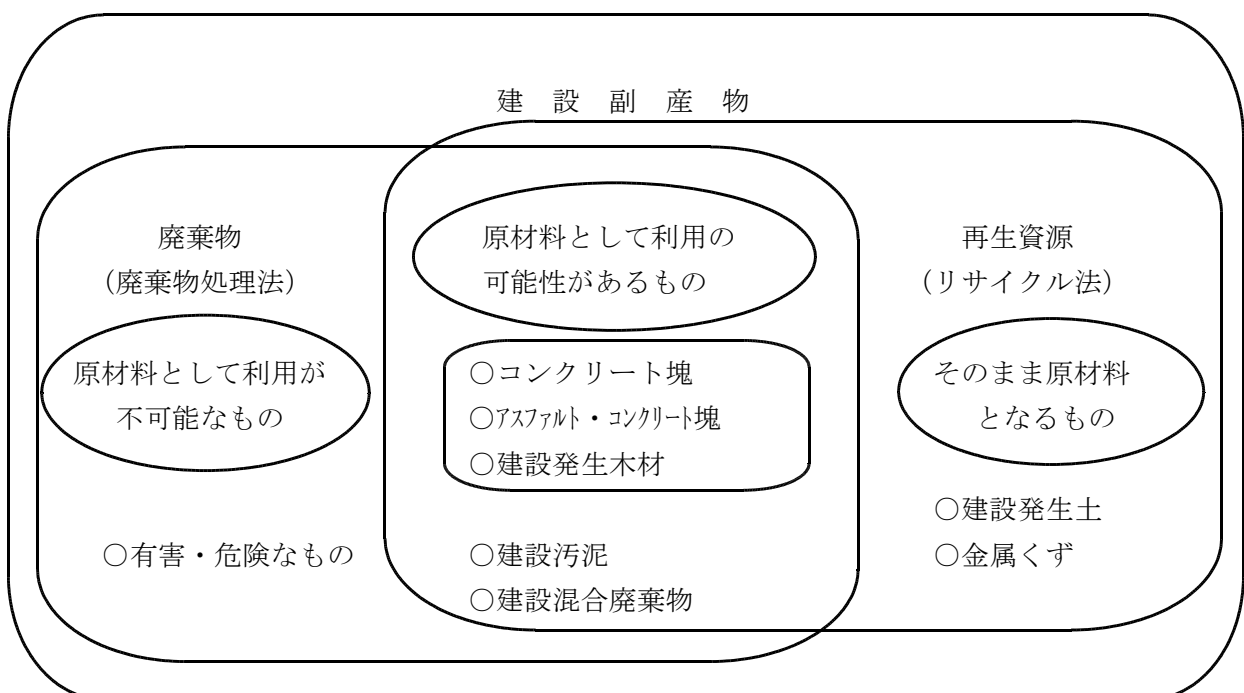 建 設 副 産 物
廃棄物
（廃棄物処理法）
原材料として利用が
不可能なもの
○有害・危険なもの
原材料として利用の
可能性があるもの
○コンクリート塊
○ｱｽﾌｧﾙﾄ・ｺﾝｸﾘｰﾄ塊
○建設発生木材
○建設汚泥
○建設混合廃棄物
再生資源
（リサイクル法）
そのまま原材料
となるもの
○建設発生土
○金属くず